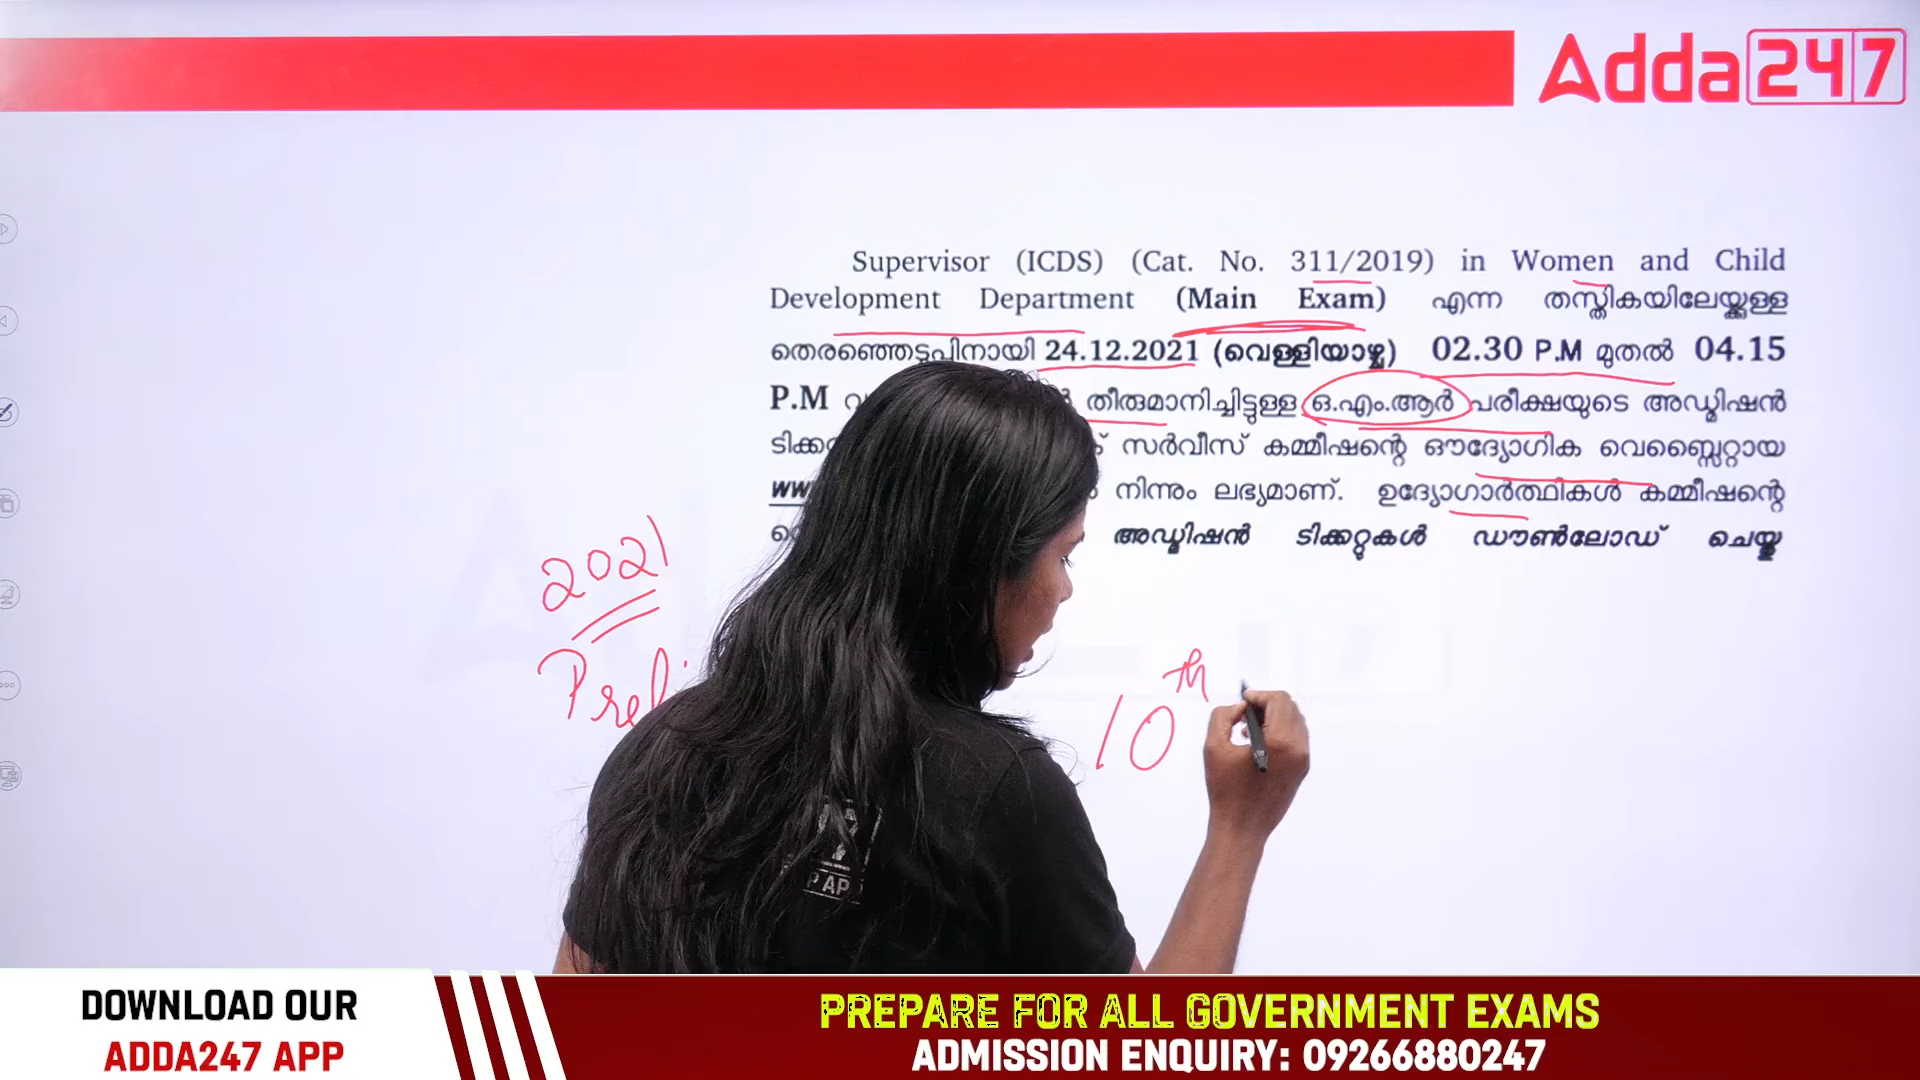 Adda247
Supervisor (ICDS) (Cat. No. 311/2019) in Women and Child
Development Department (Main Exam) എന്ന തസ്തികയിലേയ്ക്കുള്ള
തെരഞ്ഞെടുപ്പിനായി 24.12.2021 (വെള്ളിയാഴ്ച) 02.30 P.M മുതൽ 04.15
P.M തീരുമാനിച്ചിട്ടുള്ള ഒ.എം.ആർ പരീക്ഷയുടെ അഡ്മിഷൻ
സർവീസ് കമ്മീഷന്റെ ഔദ്യോഗിക വെബ്സൈറ്റായ
നിന്നും ലഭ്യമാണ്. ഉദ്യോഗാർത്ഥികൾ കമ്മീഷന്റെ
അഡ്മിഷൻ ടിക്കറ്റുകൾ ഡൗൺലോഡ് ചെയ്തു
2021
10th
DOWNLOAD OUR
ADDA247 APP
PREPARE FOR ALL GOVERNMENT EXAMS
ADMISSION ENQUIRY: 09266880247